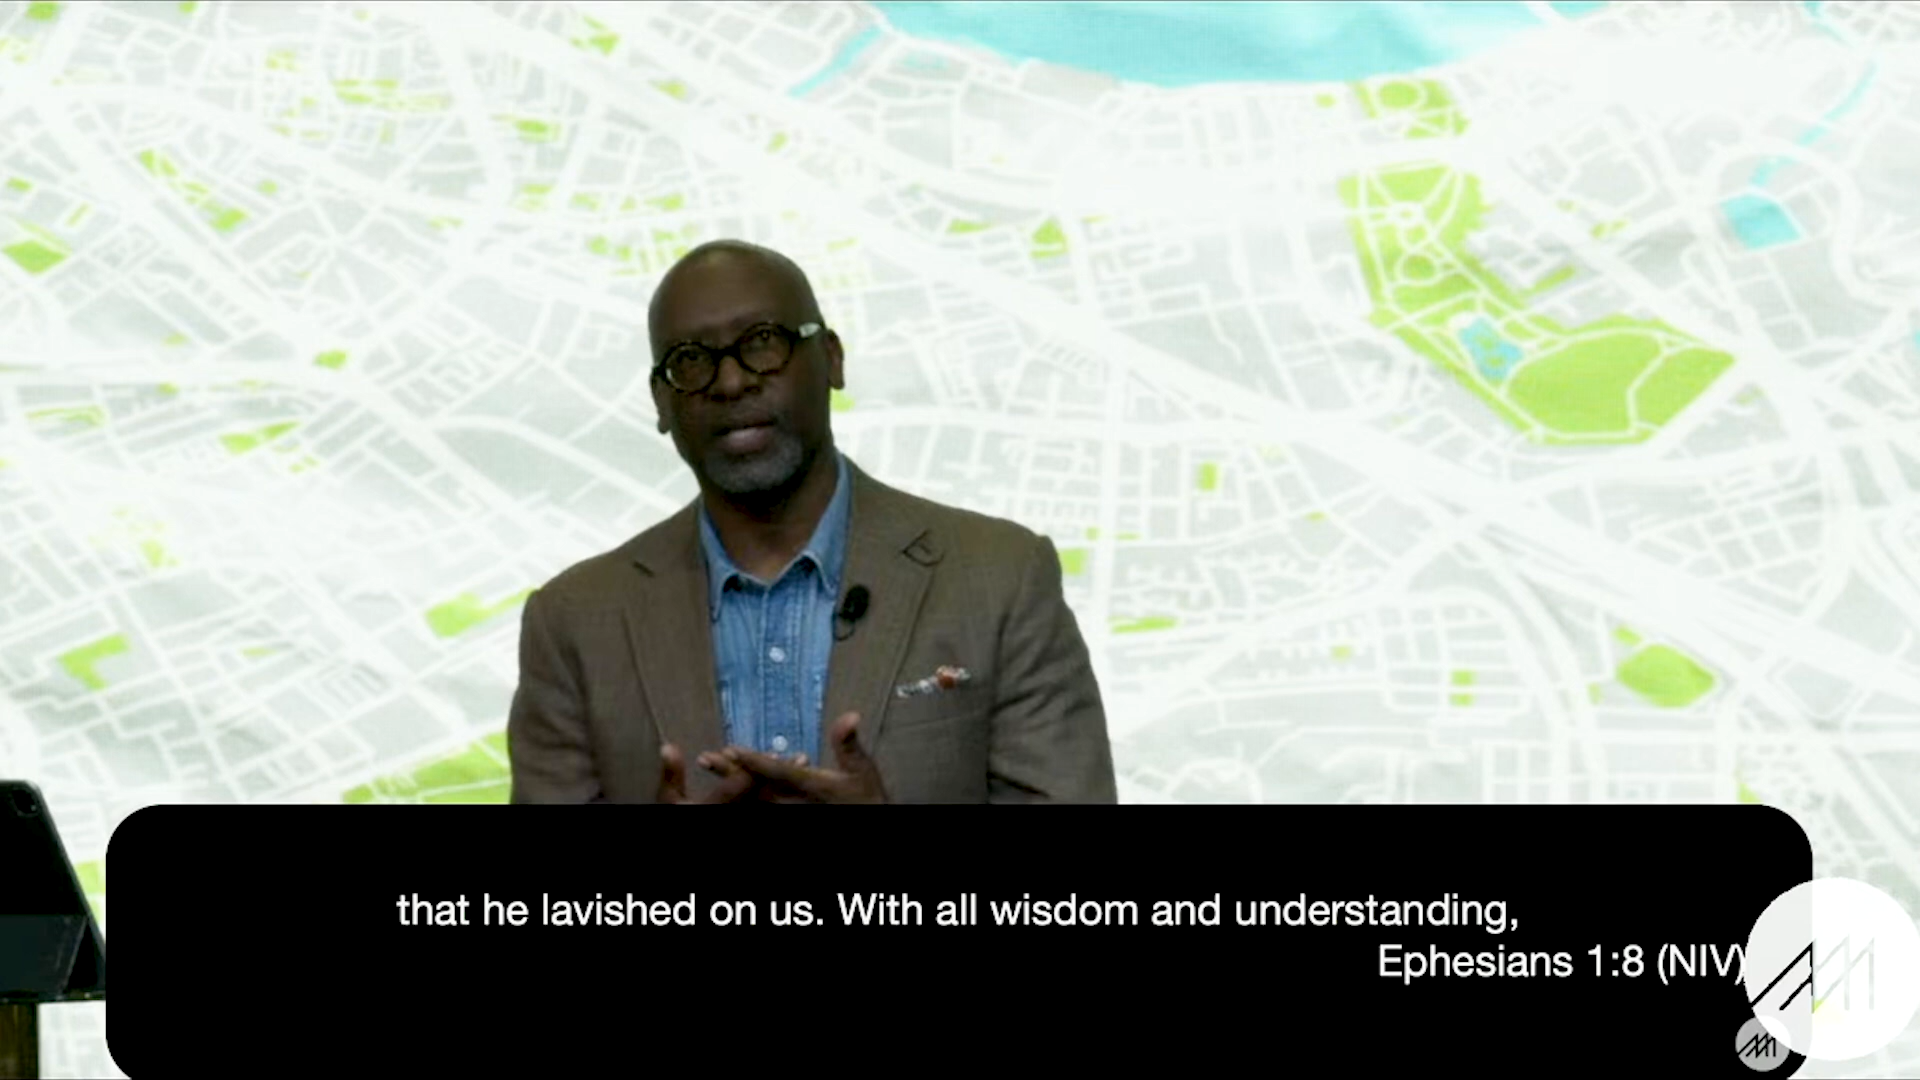 that he lavished on us. With all wisdom and understanding,
Ephesians 1:8 (NIV)